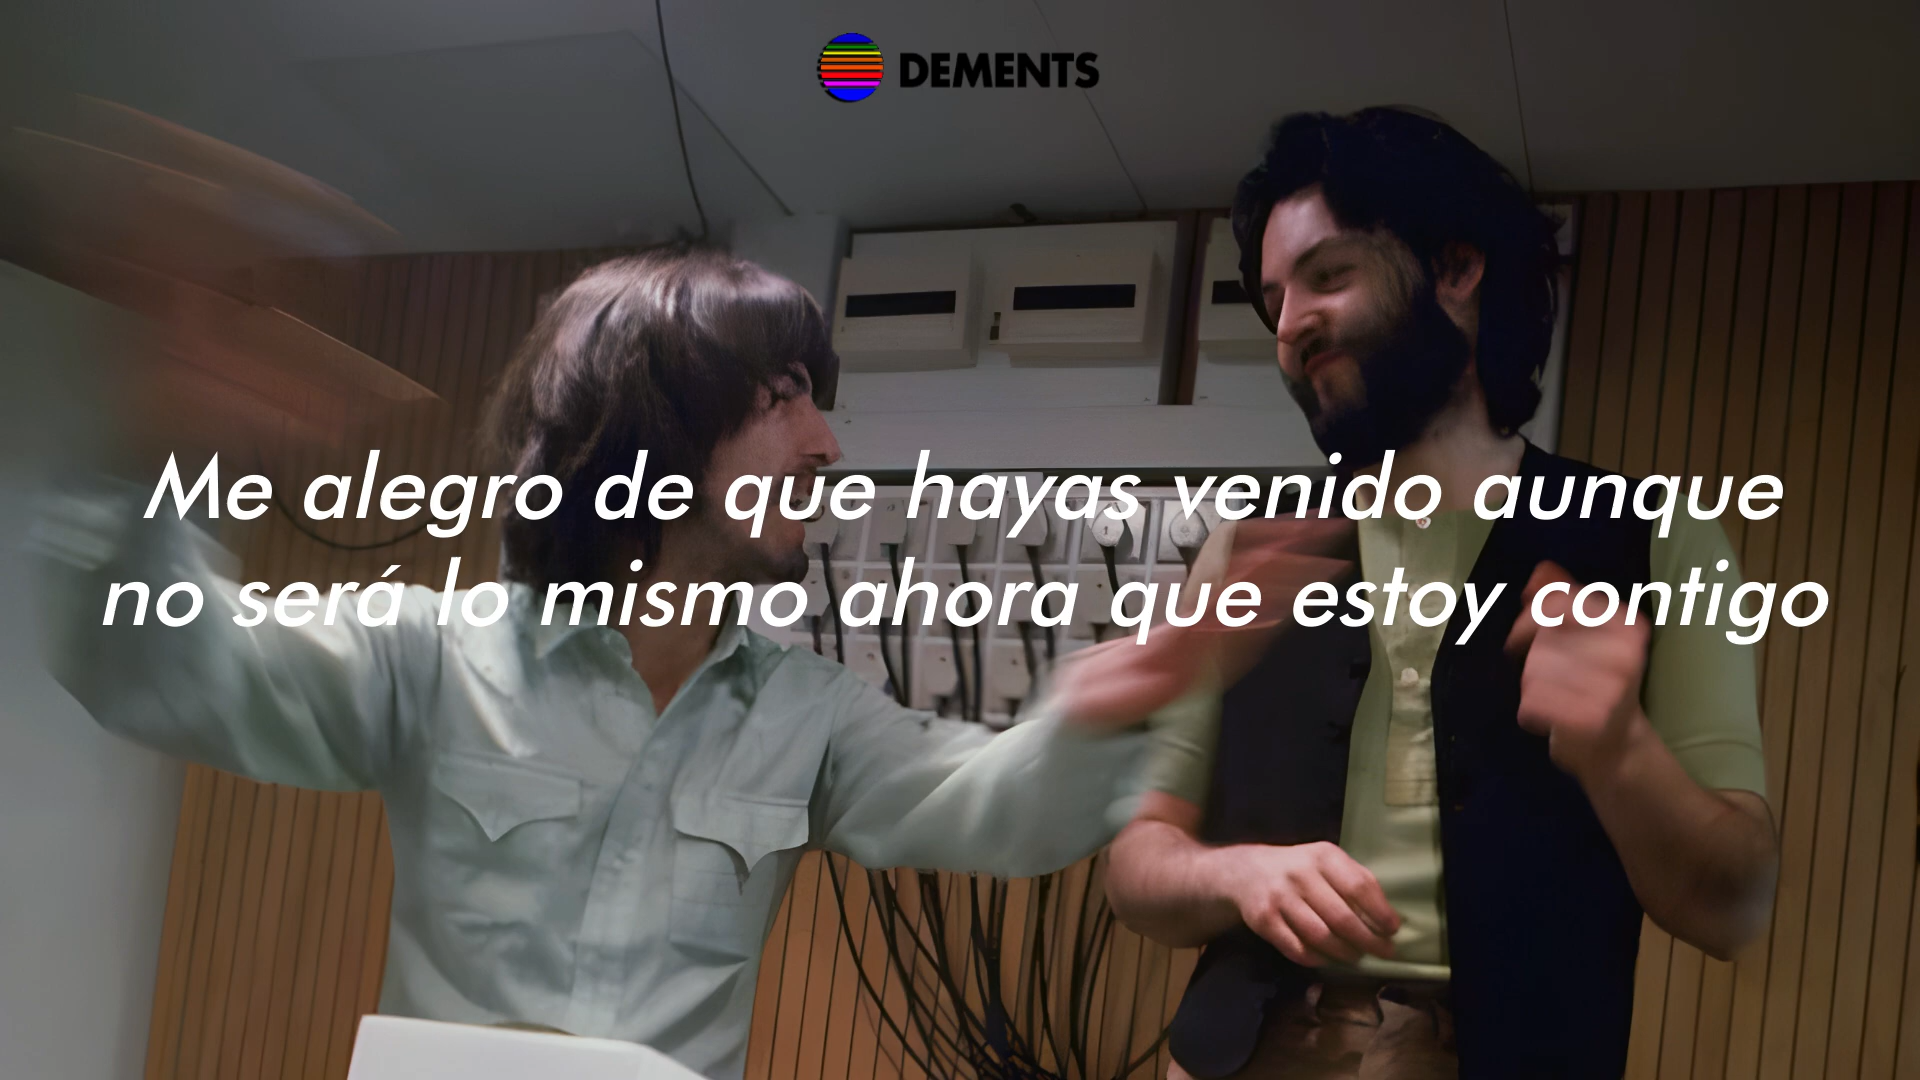 DEMENTS
Me alegro de que hayas venido aunque
no será lo mismo ahora que estoy contigo